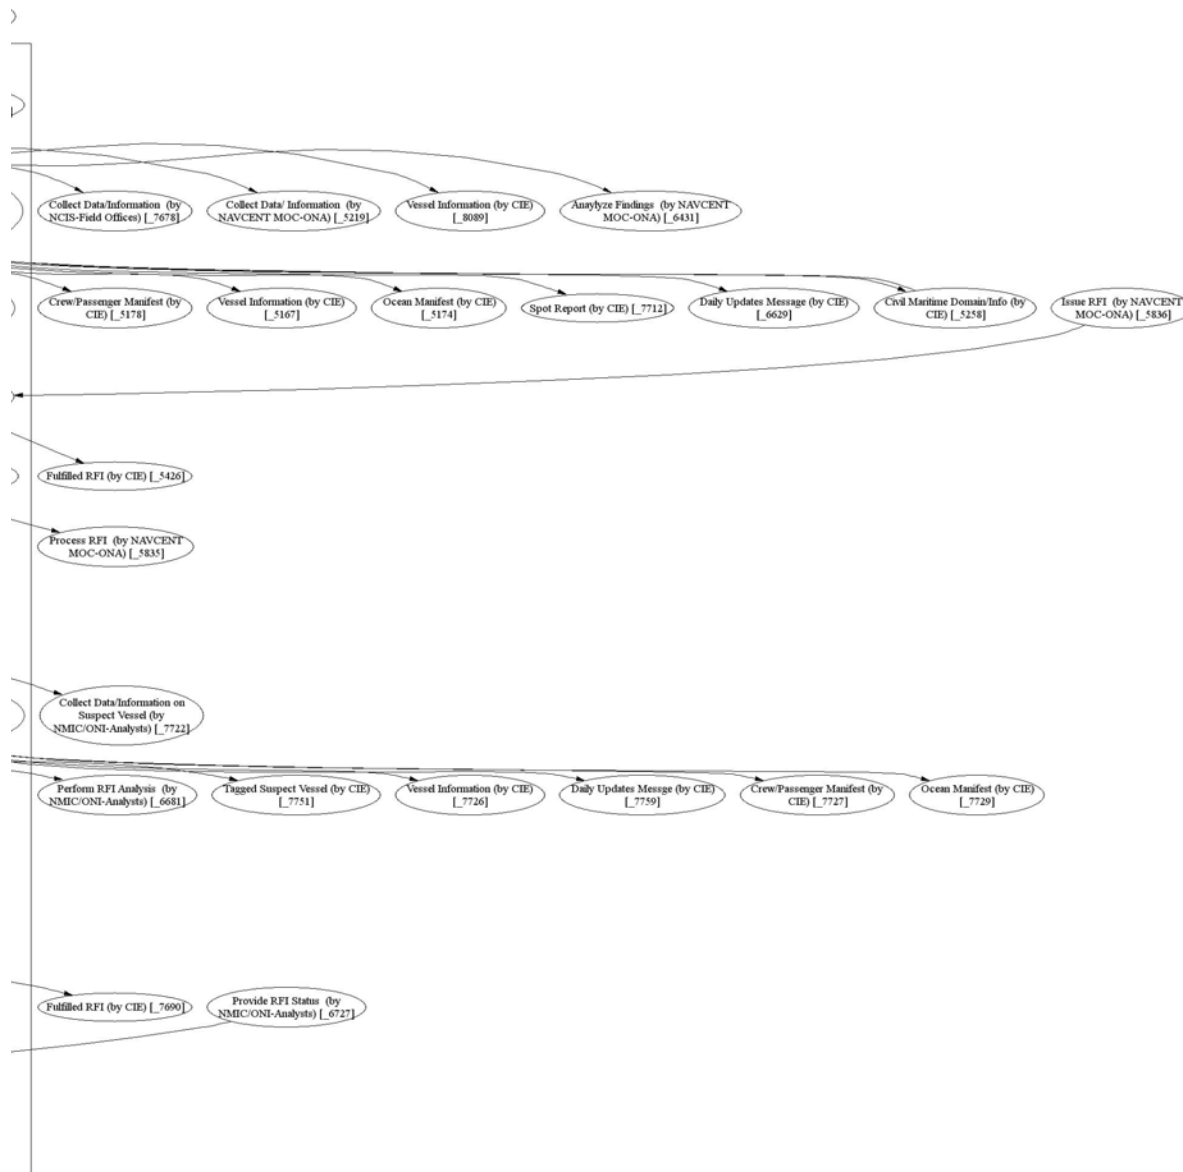 Collect Data/Information (by
NCIS-Field Offices) [_7678]
Collect Data/ Information (by
NAVCENT MOC-ONA) [_5219]
Vessel Information (by CIE)
[_8089]
Anaylyze Findings (by NAVCENT
MOC-ONA) [_6431]
Crew/Passenger Manifest (by
CIE) [_5178]
Vessel Information (by CIE)
[_5167]
Ocean Manifest (by CIE)
[_5174]
Spot Report (by CIE) [_7712]
Daily Updates Message (by CIE)
[_6629]
Civil Maritime Domain/Info (by
CIE) [_5258]
Issue RFI (by NAVCENT
MOC-ONA) [_5836]
Fulfilled RFI (by CIE) [_5426]
Process RFI (by NAVCENT
MOC-ONA) [_5835]
Collect Data/Information on
Suspect Vessel (by
NMIC/ONI-Analysts) [_7722]
Perform RFI Analysis (by
NMIC/ONI-Analysts) [_6681]
Tagged Suspect Vessel (by CIE)
[_7751]
Vessel Information (by CIE)
[_7726]
Daily Updates Messge (by CIE)
[_7759]
Crew/Passenger Manifest (by
CIE) [_7727]
Ocean Manifest (by CIE)
[_7729]
Fulfilled RFI (by CIE) [_7690]
Provide RFI Status (by
NMIC/ONI-Analysts) [_6727]